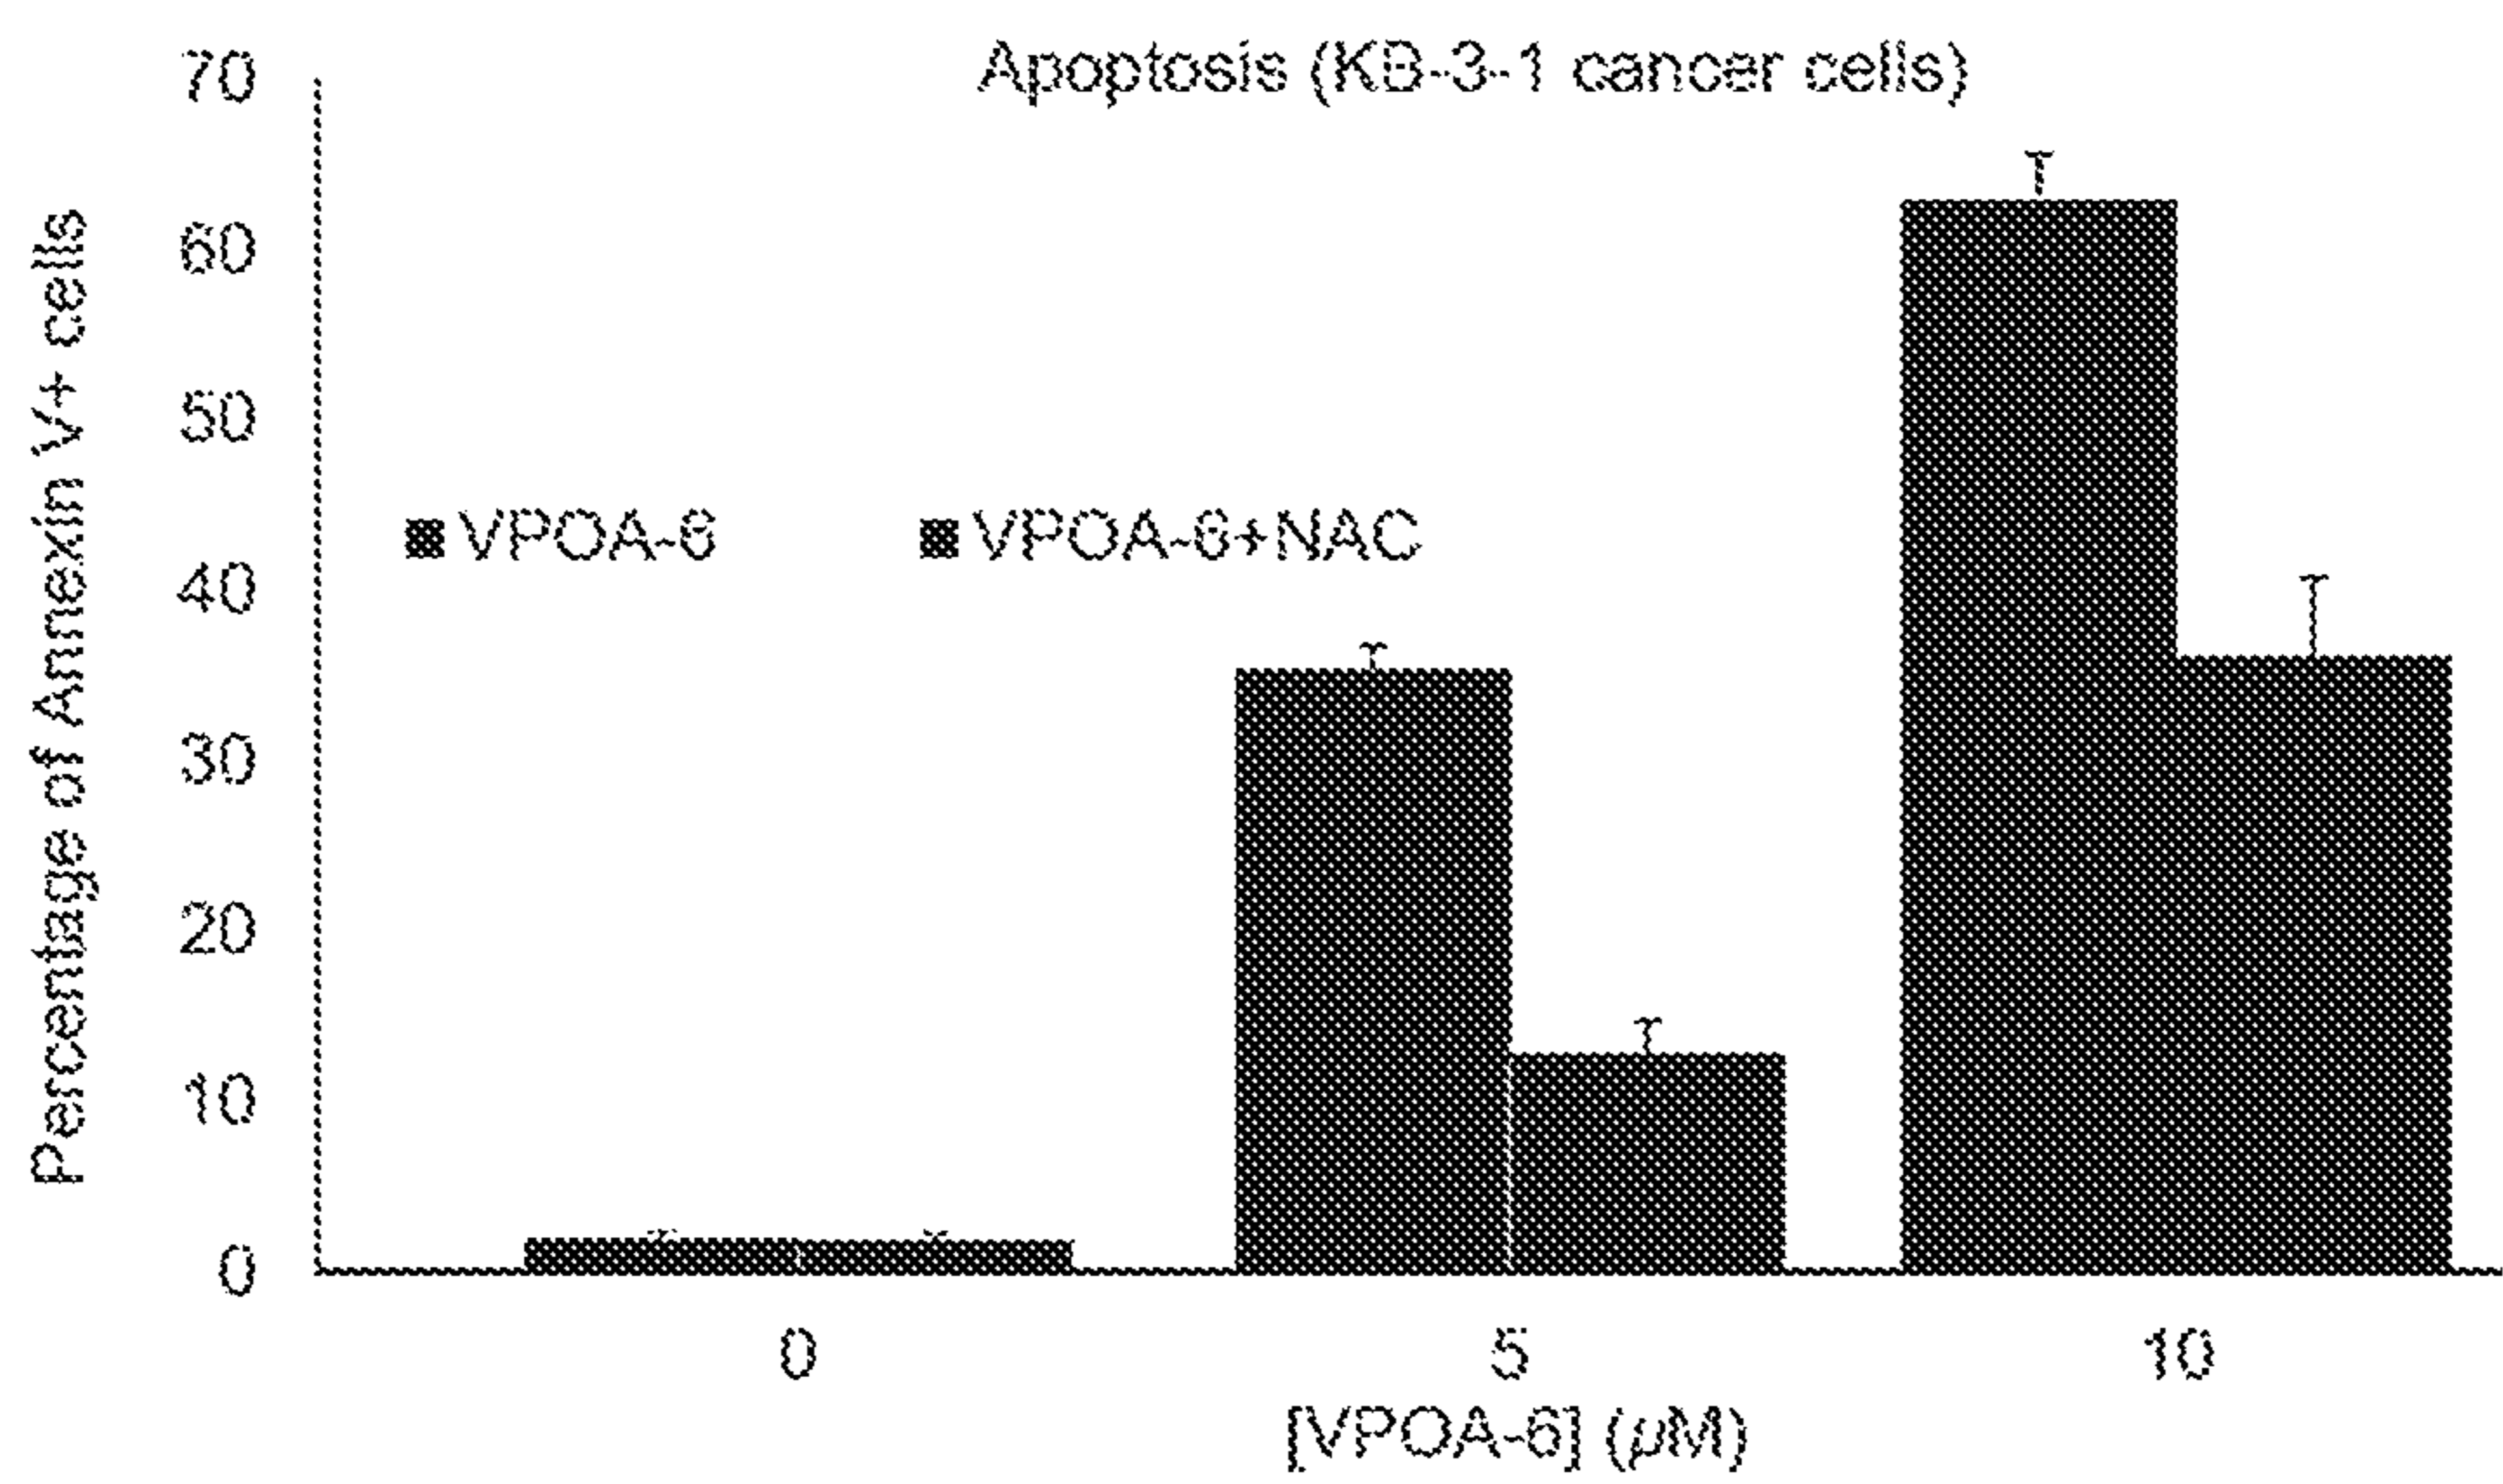 Apoptosis (KB-3-1 cancer cells)
Percentage of Annexin V+ cells
70
60
50
40
30
20
10
0
VPOA-6
VPOA-6+NAC
0
5
10
[VPOA-6] (µM)